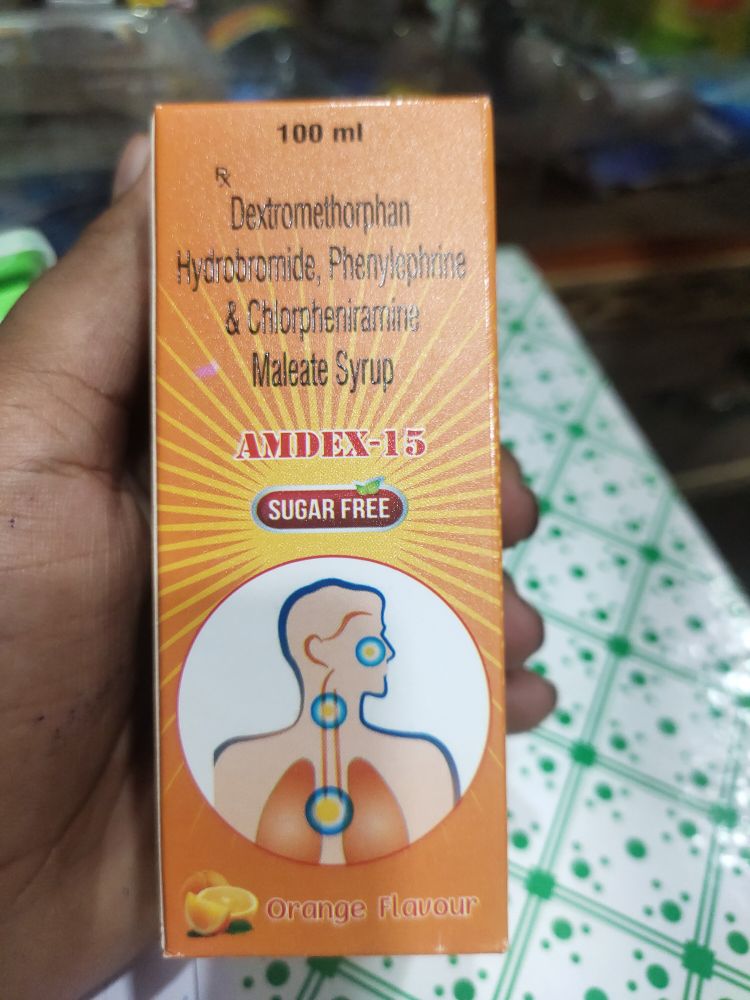 100 ml
℞
Dextromethorphan
Hydrobromide, Phenylephrine
& Chlorpheniramine
Maleate Syrup
AMDEX-15
SUGAR FREE
Orange Flavour